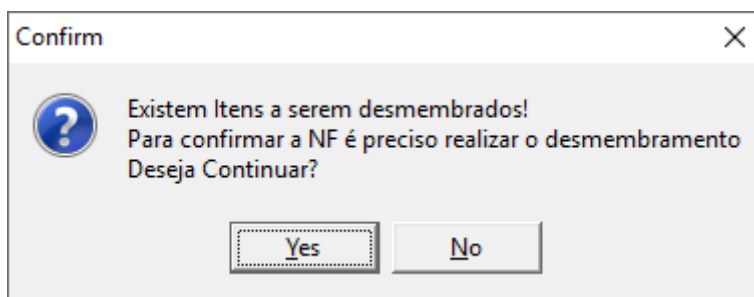 Confirm
Existem Itens a serem desmembrados!
Para confirmar a NF é preciso realizar o desmembramento
Deseja Continuar?
Yes No